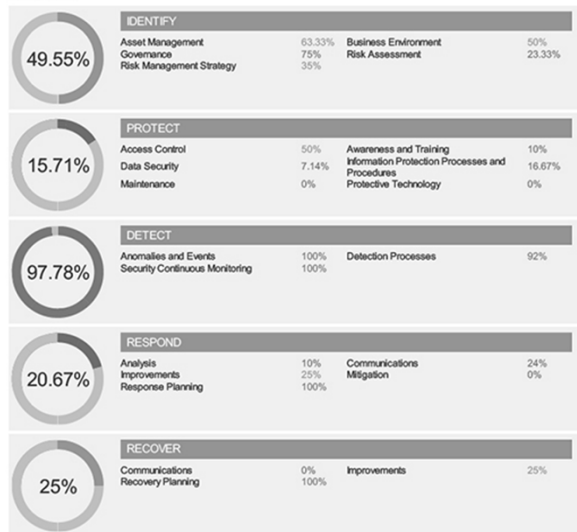 IDENTIFY
49.55%
Asset Management 63.33% Business Environment 50%
Governance 75% Risk Assessment 23.33%
Risk Management Strategy 35%
PROTECT
15.71%
Access Control 50% Awareness and Training 10%
Data Security 7.14% Information Protection Processes and Procedures 16.67%
Maintenance 0% Protective Technology 0%
DETECT
97.78%
Anomalies and Events 100% Detection Processes 92%
Security Continuous Monitoring 100%
RESPOND
20.67%
Analysis 10% Communications 24%
Improvements 25% Mitigation 0%
Response Planning 100%
RECOVER
25%
Communications 0% Improvements 25%
Recovery Planning 100%